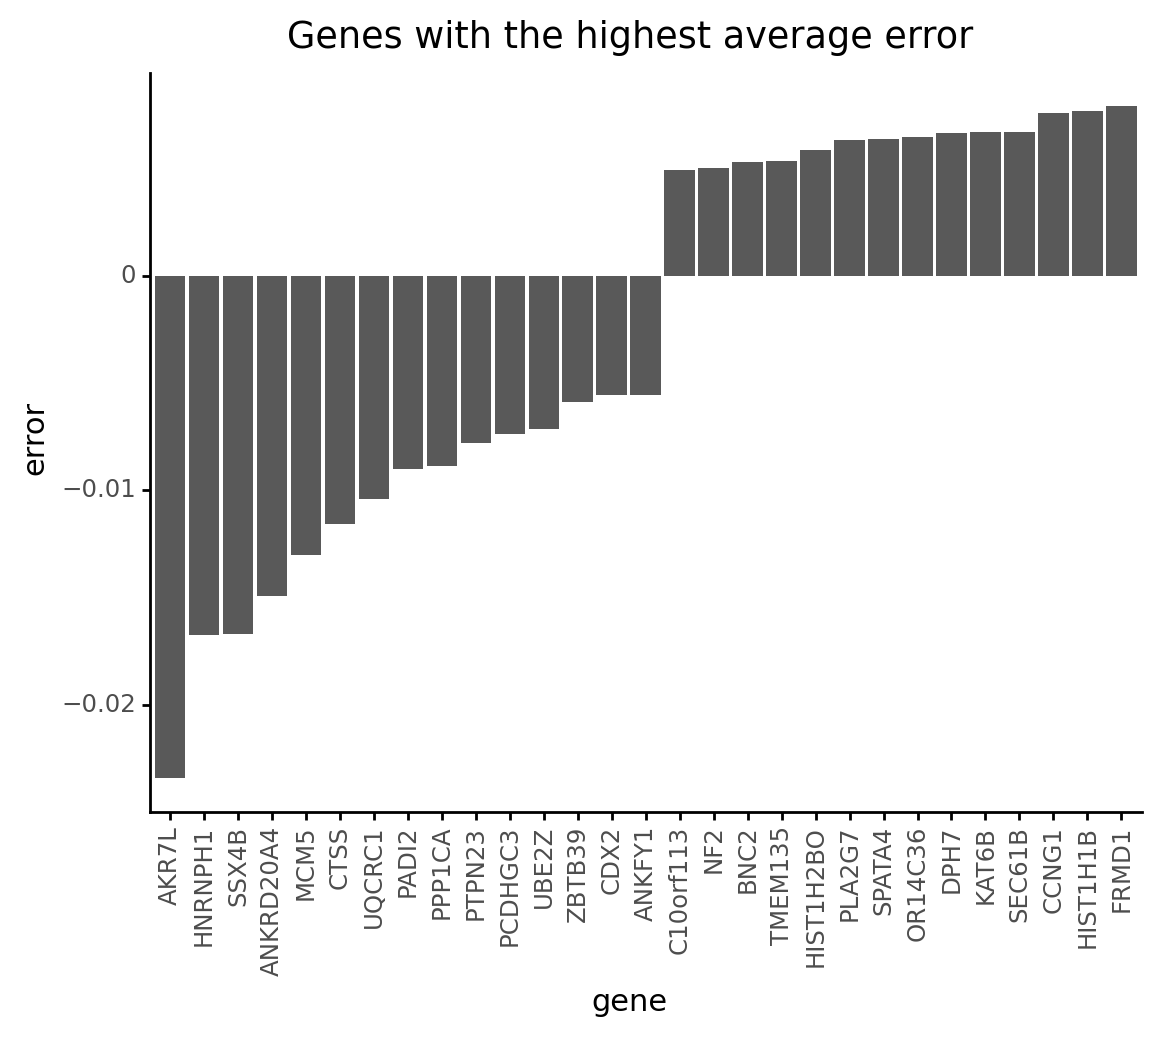 Genes with the highest average error
error
0
−0.01
−0.02
AKR7L
HNRNPH1
SSX4B
ANKRD20A4
MCM5
CTSS
UQCRC1
PADI2
PPP1CA
PTPN23
PCDHGC3
UBE2Z
ZBTB39
CDX2
ANKFY1
C10orf113
NF2
BNC2
TMEM135
HIST1H2BO
PLA2G7
SPATA4
OR14C36
DPH7
KAT6B
SEC61B
CCNG1
HIST1H1B
FRMD1
gene